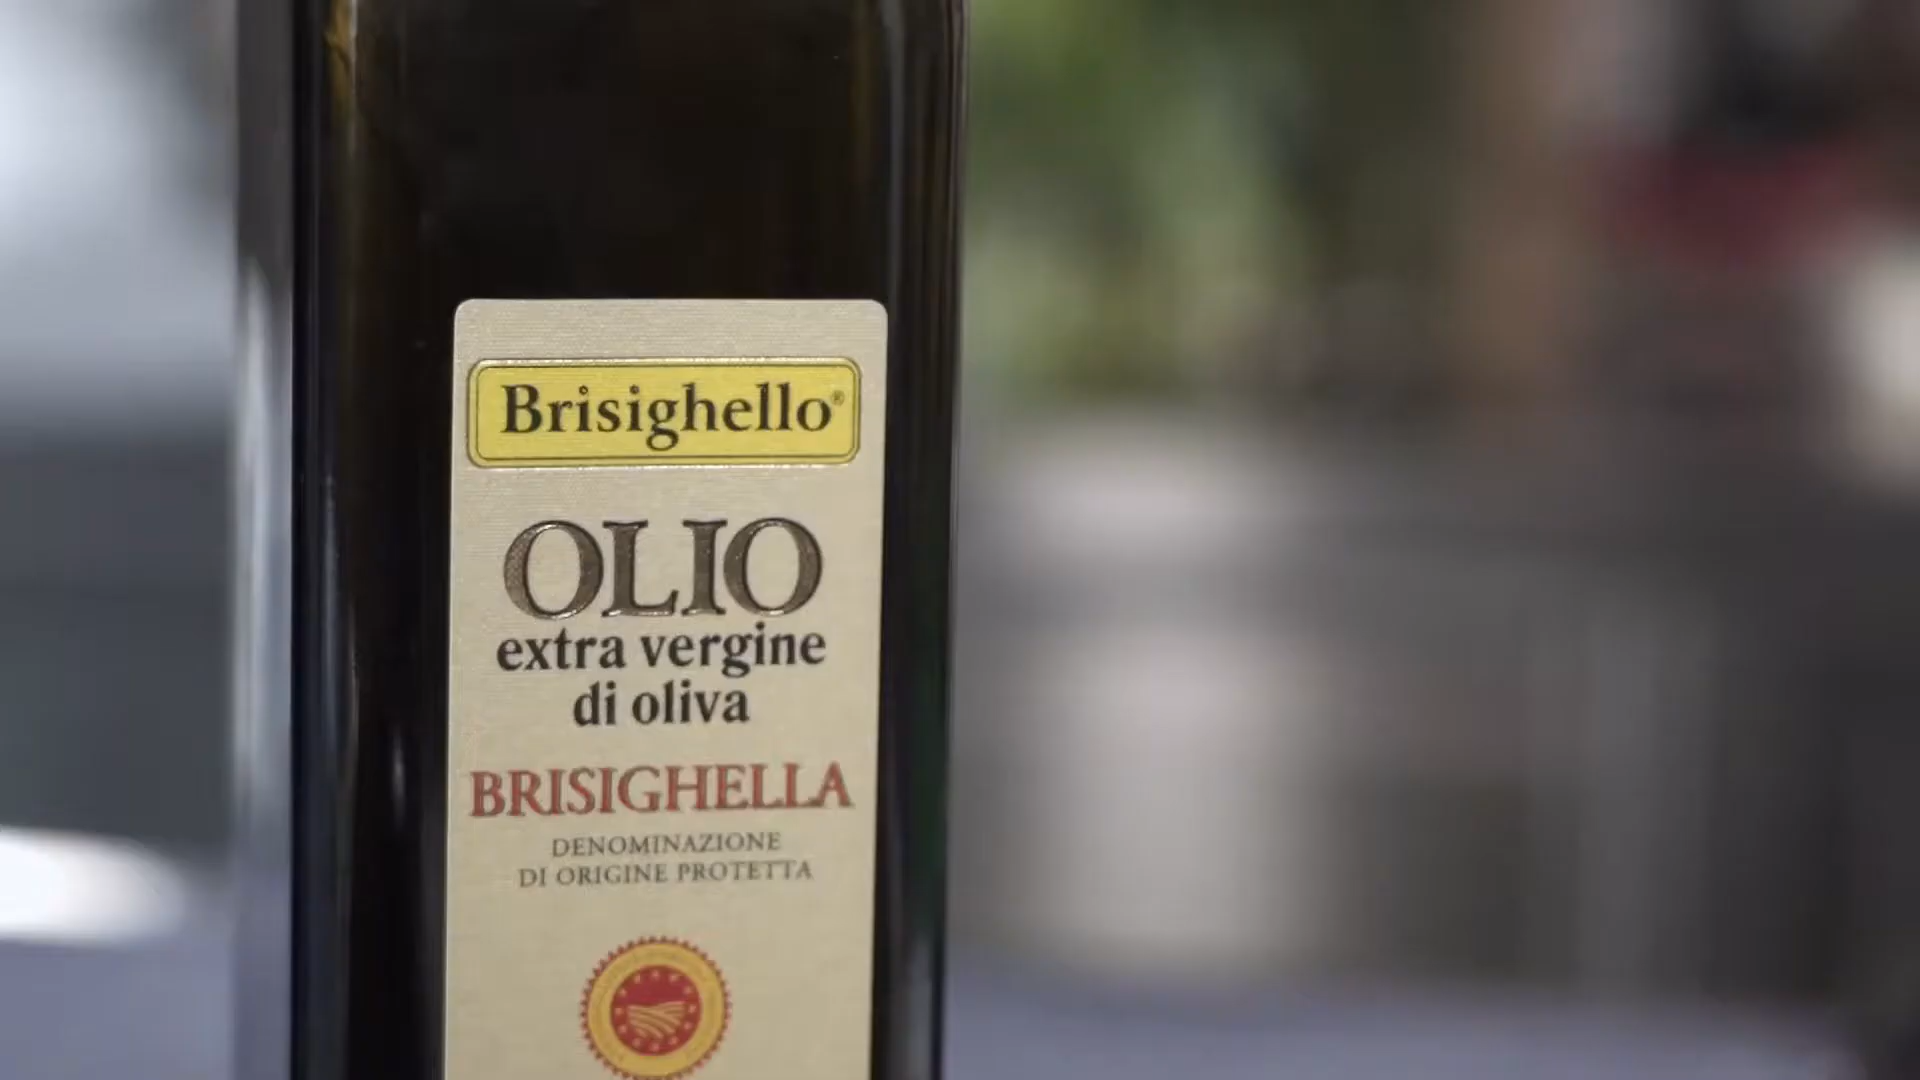 Brisighello®
OLIO
extra vergine
di oliva
BRISIGHELLA
DENOMINAZIONE
DI ORIGINE PROTETTA